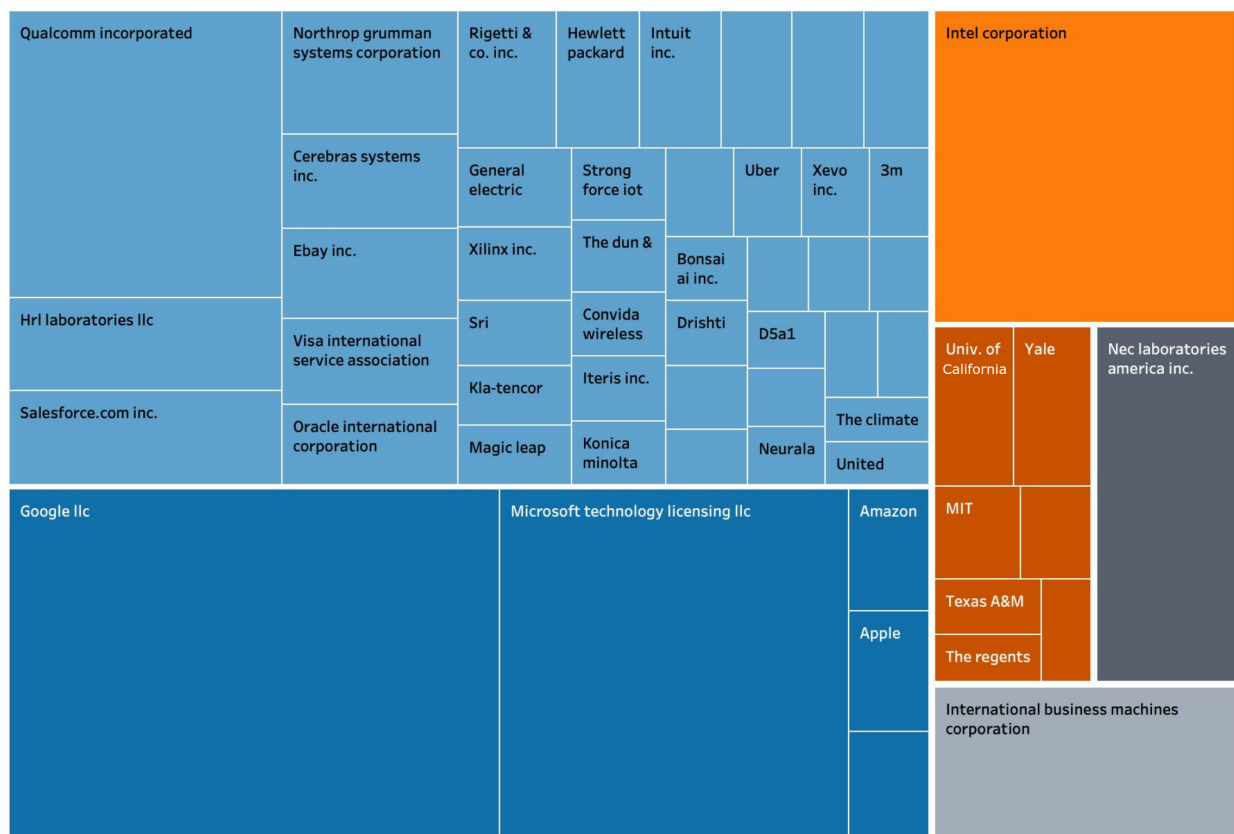 Qualcomm incorporated
Hrl laboratories llc
Salesforce.com inc.
Northrop grumman
systems corporation
Cerebras systems
inc.
Ebay inc.
Visa international
service association
Oracle international
corporation
Rigetti &
co. inc.
Hewlett
packard
Intuit
inc.
General
electric
Xilinx inc.
Sri
Kla-tencor
Magic leap
Strong
force iot
The dun &
Convida
wireless
Iteris inc.
Konica
minolta
Uber
Xevo
inc.
3m
Bonsai
ai inc.
Drishti
D5a1
Neurala
The climate
United
Google llc
Microsoft technology licensing llc
Amazon
Apple
Intel corporation
Univ. of
California
Yale
MIT
Texas A&M
The regents
Nec laboratories
america inc.
International business machines
corporation